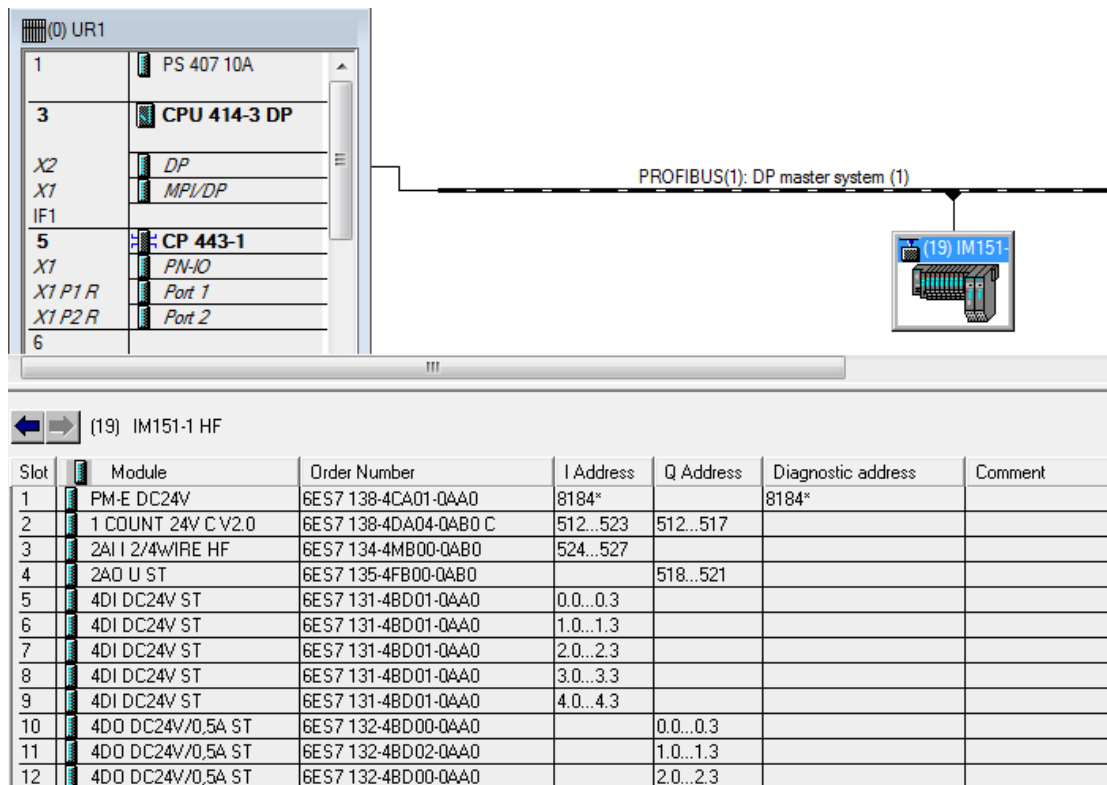 (0) UR1
1 PS 407 10A
3 CPU 414-3 DP
X2 DP
X1 MPI/DP
IF1
5 CP 443-1
X1 PN-IO
X1 P1 R Port 1
X1 P2 R Port 2
6
PROFIBUS(1): DP master system (1)
(19) IM151-
(19) IM151-1 HF
Slot Module Order Number I Address Q Address Diagnostic address Comment
1 PM-E DC24V 6ES7 138-4CA01-0AA0 8184* 8184*
2 1 COUNT 24V C V2.0 6ES7 138-4DA04-0AB0 C 512...523 512...517
3 2AI I 2/4WIRE HF 6ES7 134-4MB00-0AB0 524...527
4 2AO U ST 6ES7 135-4FB00-0AB0 518...521
5 4DI DC24V ST 6ES7 131-4BD01-0AA0 0.0...0.3
6 4DI DC24V ST 6ES7 131-4BD01-0AA0 1.0...1.3
7 4DI DC24V ST 6ES7 131-4BD01-0AA0 2.0...2.3
8 4DI DC24V ST 6ES7 131-4BD01-0AA0 3.0...3.3
9 4DI DC24V ST 6ES7 131-4BD01-0AA0 4.0...4.3
10 4DO DC24V/0,5A ST 6ES7 132-4BD00-0AA0 0.0...0.3
11 4DO DC24V/0,5A ST 6ES7 132-4BD02-0AA0 1.0...1.3
12 4DO DC24V/0,5A ST 6ES7 132-4BD00-0AA0 2.0...2.3